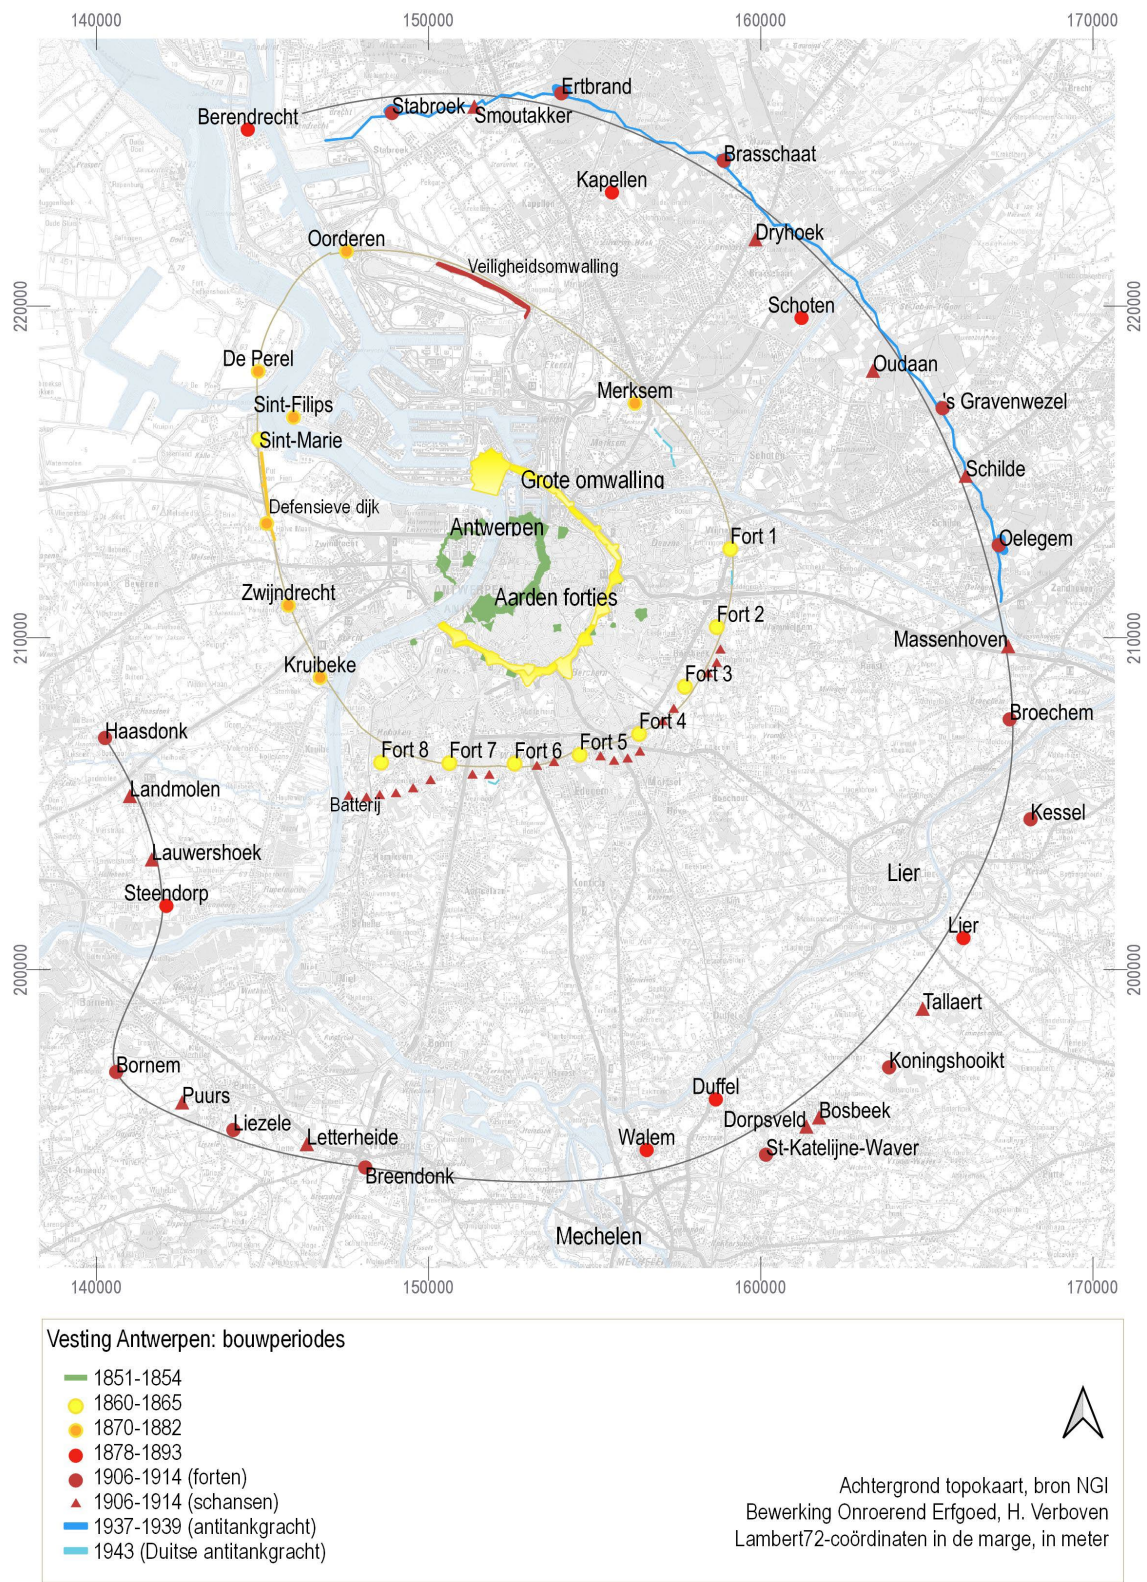 140000
150000
160000
170000
Ertbrand
Stabroek
Smoutakker
Berendrecht
Brasschaat
Kapellen
Dryhoek
Oorderen
Veiligheidsomwalling
220000
220000
Schoten
De Perel
Oudaan
Merksem
Sint-Filips
's Gravenwezel
Sint-Marie
Schilde
Grote omwalling
Defensieve dijk
Antwerpen
Fort 1
Oelegem
Zwijndrecht
Aarden forties
Fort 2
210000
210000
Massenhoven
Kruibeke
Fort 3
Haasdonk
Fort 4
Broechem
Fort 8
Fort 7
Fort 6
Fort 5
Landmolen
Batterij
Kessel
Lauwershoek
Lier
Steendorp
Lier
200000
200000
Tallaert
Bornem
Koningshooikt
Puurs
Duffel
Liezele
Letterheide
Walem
Dorpsveld
Bosbeek
St-Katelijne-Waver
Breendonk
Mechelen
140000
150000
160000
170000
Vesting Antwerpen: bouwperiodes
1851-1854
1860-1865
1870-1882
1878-1893
1906-1914 (forten)
1906-1914 (schansen)
1937-1939 (antitankgracht)
1943 (Duitse antitankgracht)
Achtergrond topokaart, bron NGI
Bewerking Onroerend Erfgoed, H. Verboven
Lambert72-coördinaten in de marge, in meter